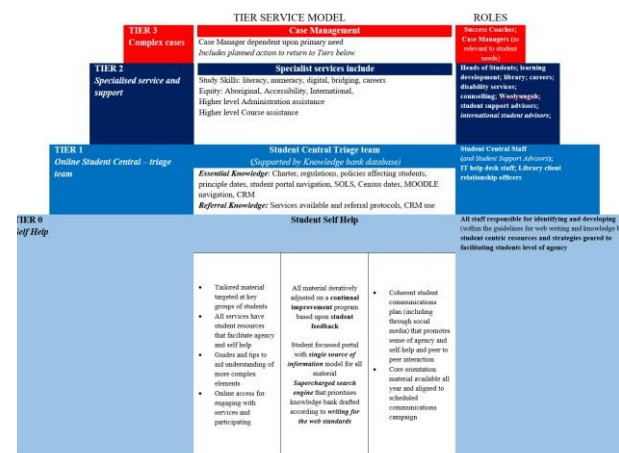 TIER SERVICE MODEL
ROLES
TIER 3
Complex cases
Case Management
Case Manager dependent upon primary need
Includes planned action to return to Tiers below
Success Coaches;
Case Managers (as
relevant to student
needs)
TIER 2
Specialised service and
support
Specialist services include
Study Skills: literacy, numeracy, digital, bridging, careers
Equity: Aboriginal, Accessibility, International,
Higher level Administration assistance
Higher level Course assistance
Heads of Students; learning
development; library; careers;
disability services;
counselling; Woolyungah;
student support advisors;
international student advisors;
TIER 1
Online Student Central – triage
team
Student Central Triage team
(Supported by Knowledge bank database)
Essential Knowledge: Charter, regulations, policies affecting students,
principle dates, student portal navigation, SOLS, Census dates, MOODLE
navigation, CRM
Referral Knowledge: Services available and referral protocols, CRM use
Student Central Staff
(and Student Support Advisors);
IT help desk staff; Library client
relationship officers
TIER 0
Self Help
Student Self Help
• Tailored material
targeted at key
groups of students
• All services have
student resources
that facilitate agency
and self help
• Guides and tips to
aid understanding of
more complex
elements
• Online access for
engaging with
services and
participating
All material iteratively
adjusted on a continual
improvement program
based upon student
feedback
Student focussed portal
with single source of
information model for all
material
Supercharged search
engine that prioritises
knowledge bank drafted
according to writing for
the web standards
• Coherent student
communications
plan (including
through social
media) that promotes
sense of agency and
self-help and peer to
peer interaction
• Core orientation
material available all
year and aligned to
scheduled
communications
campaign
All staff responsible for identifying and developing
(within the guidelines for web writing and knowledge
student centric resources and strategies geared to
facilitating students level of agency